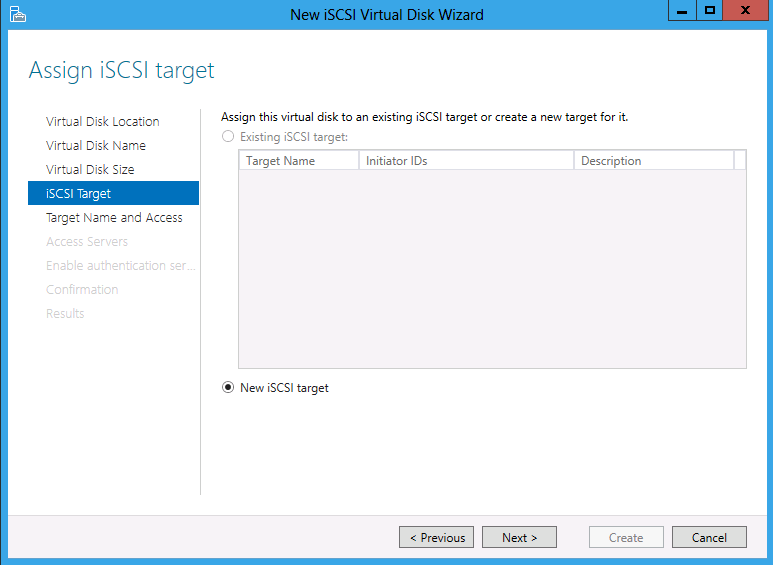 New iSCSI Virtual Disk Wizard
Assign iSCSI target
Virtual Disk Location
Virtual Disk Name
Virtual Disk Size
iSCSI Target
Target Name and Access
Access Servers
Enable authentication ser...
Confirmation
Results
Assign this virtual disk to an existing iSCSI target or create a new target for it.
Existing iSCSI target:
Target Name Initiator IDs Description
New iSCSI target
< Previous Next > Create Cancel